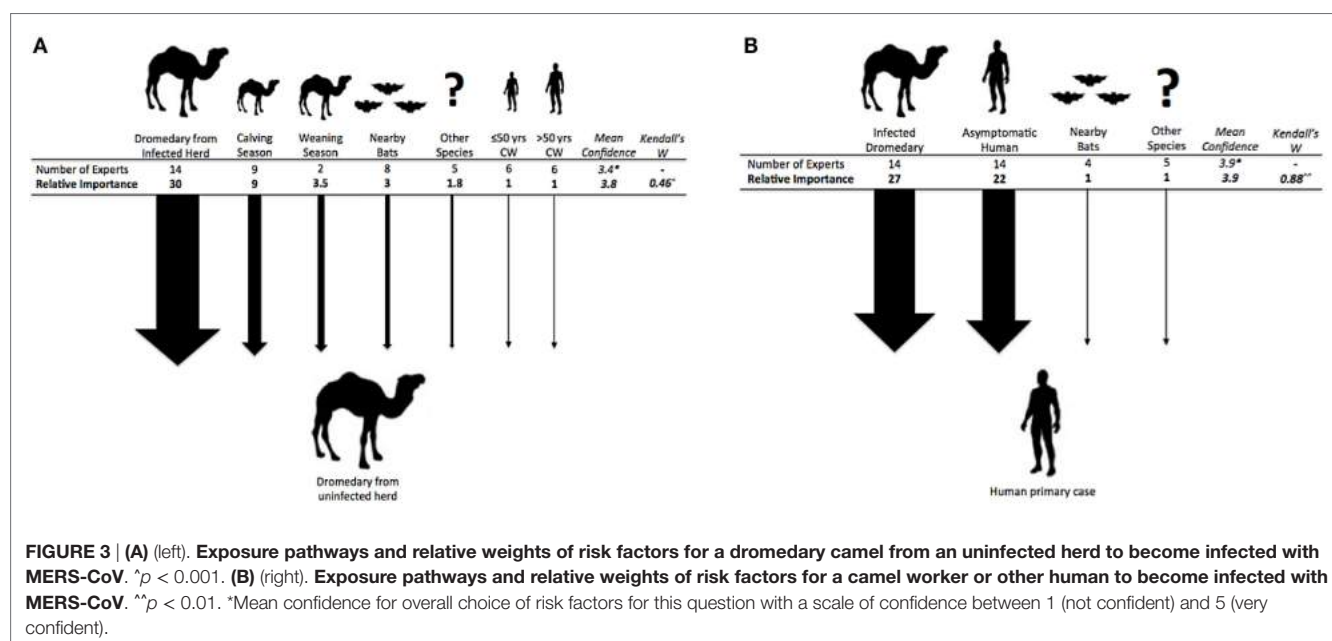 A
?
Dromedary from Infected Herd
Calving Season
Weaning Season
Nearby Bats
Other Species
≤50 yrs CW
>50 yrs CW
Mean Confidence
Kendall's W
Number of Experts 14 9 2 8 5 6 6 3.4* -
Relative Importance 30 9 3.5 3 1.8 1 1 3.8 0.46^
Dromedary from
uninfected herd
B
?
Infected Dromedary
Asymptomatic Human
Nearby Bats
Other Species
Mean Confidence
Kendall's W
Number of Experts 14 14 4 5 3.9* -
Relative Importance 27 22 1 1 3.9 0.88^^
Human primary case
FIGURE 3 | (A) (left). Exposure pathways and relative weights of risk factors for a dromedary camel from an uninfected herd to become infected with
MERS-CoV. ^p < 0.001. (B) (right). Exposure pathways and relative weights of risk factors for a camel worker or other human to become infected with
MERS-CoV. ^^p < 0.01. *Mean confidence for overall choice of risk factors for this question with a scale of confidence between 1 (not confident) and 5 (very
confident).